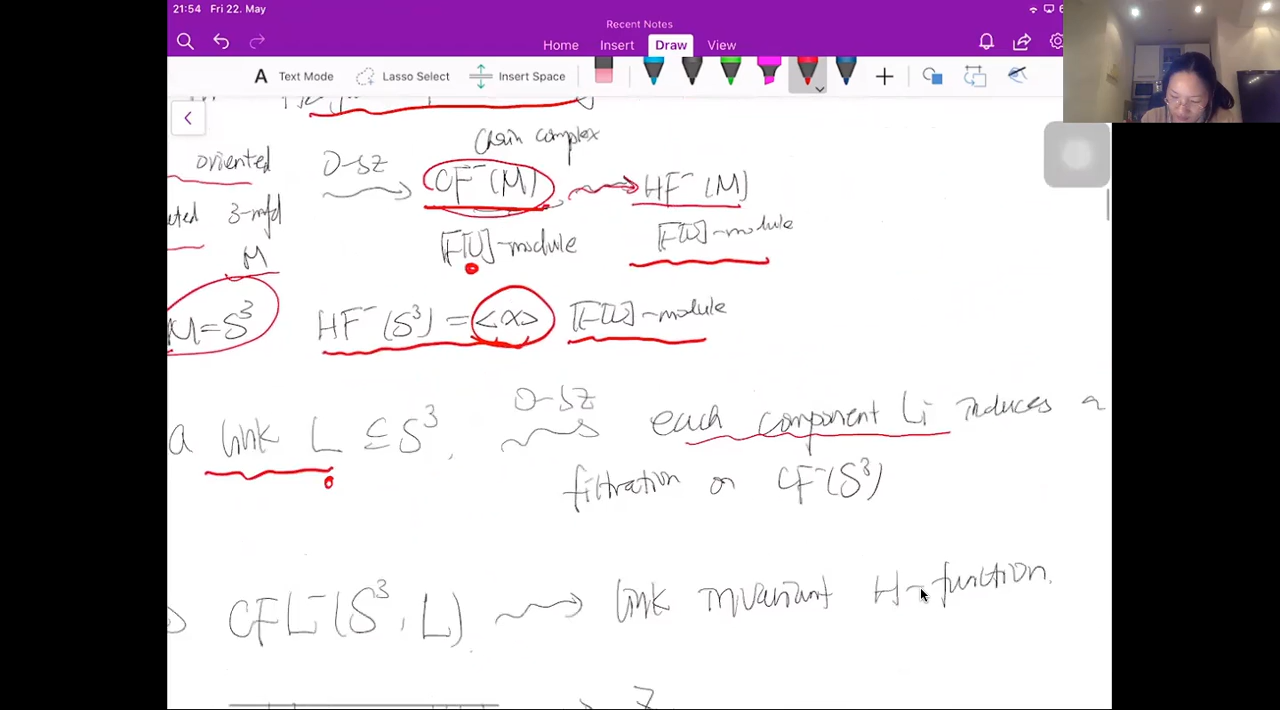 21:54 Fri 22. May
Recent Notes
Home Insert Draw View
A Text Mode Lasso Select Insert Space
chain complex
oriented O-SZ CF⁻(M) HF⁻(M)
3-mfd
M
F[U]-module F[U]-module
M=S³ HF⁻(S³) = <α> F[U]-module
O-SZ
a link L ⊆ S³, each component Li induces a
filtration on CF⁻(S³)
CFL⁻(S³, L) link invariant H-function.
Z